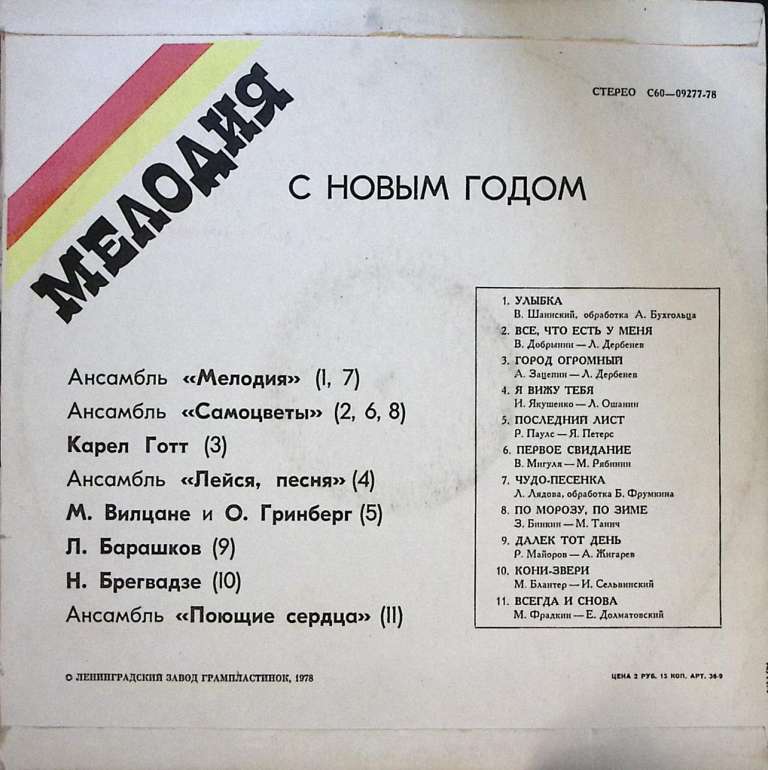 МЕЛОДИЯ
СТЕРЕО С60—09277-78
С НОВЫМ ГОДОМ
Ансамбль «Мелодия» (1, 7)
Ансамбль «Самоцветы» (2, 6, 8)
Карел Готт (3)
Ансамбль «Лейся, песня» (4)
М. Вилцане и О. Гринберг (5)
Л. Барашков (9)
Н. Брегвадзе (10)
Ансамбль «Поющие сердца» (11)
1. УЛЫБКА
В. Шаинский, обработка А. Бухгольца
2. ВСЕ, ЧТО ЕСТЬ У МЕНЯ
В. Добрынин — Л. Дербенев
3. ГОРОД ОГРОМНЫЙ
А. Зацепин — Л. Дербенев
4. Я ВИЖУ ТЕБЯ
И. Якушенко — Л. Ошанин
5. ПОСЛЕДНИЙ ЛИСТ
Р. Паулс — Я. Петерс
6. ПЕРВОЕ СВИДАНИЕ
В. Мигуля — М. Рябинин
7. ЧУДО-ПЕСЕНКА
Л. Лядова, обработка Б. Фрумкина
8. ПО МОРОЗУ, ПО ЗИМЕ
З. Бинкин — М. Танич
9. ДАЛЕК ТОТ ДЕНЬ
Р. Майоров — А. Жигарев
10. КОНИ-ЗВЕРИ
М. Блантер — И. Сельвинский
11. ВСЕГДА И СНОВА
М. Фрадкин — Е. Долматовский
© ЛЕНИНГРАДСКИЙ ЗАВОД ГРАМПЛАСТИНОК, 1978
ЦЕНА 2 РУБ. 15 КОП. АРТ. 36-9